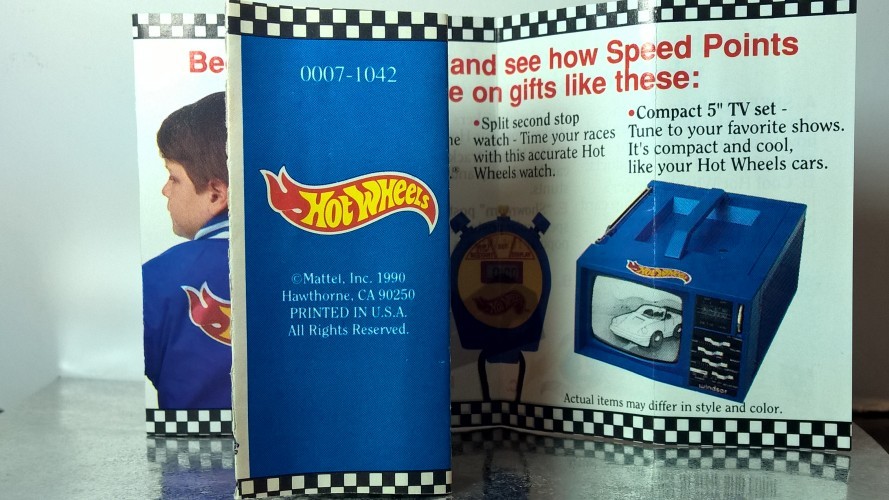 0007-1042
HOT WHEELS
©Mattel, Inc. 1990
Hawthorne, CA 90250
PRINTED IN U.S.A.
All Rights Reserved.
Be
and see how Speed Points
e on gifts like these:
•Split second stop
watch - Time your races
with this accurate Hot
Wheels watch.
•Compact 5" TV set -
Tune to your favorite shows.
It's compact and cool,
like your Hot Wheels cars.
windsor
Actual items may differ in style and color.